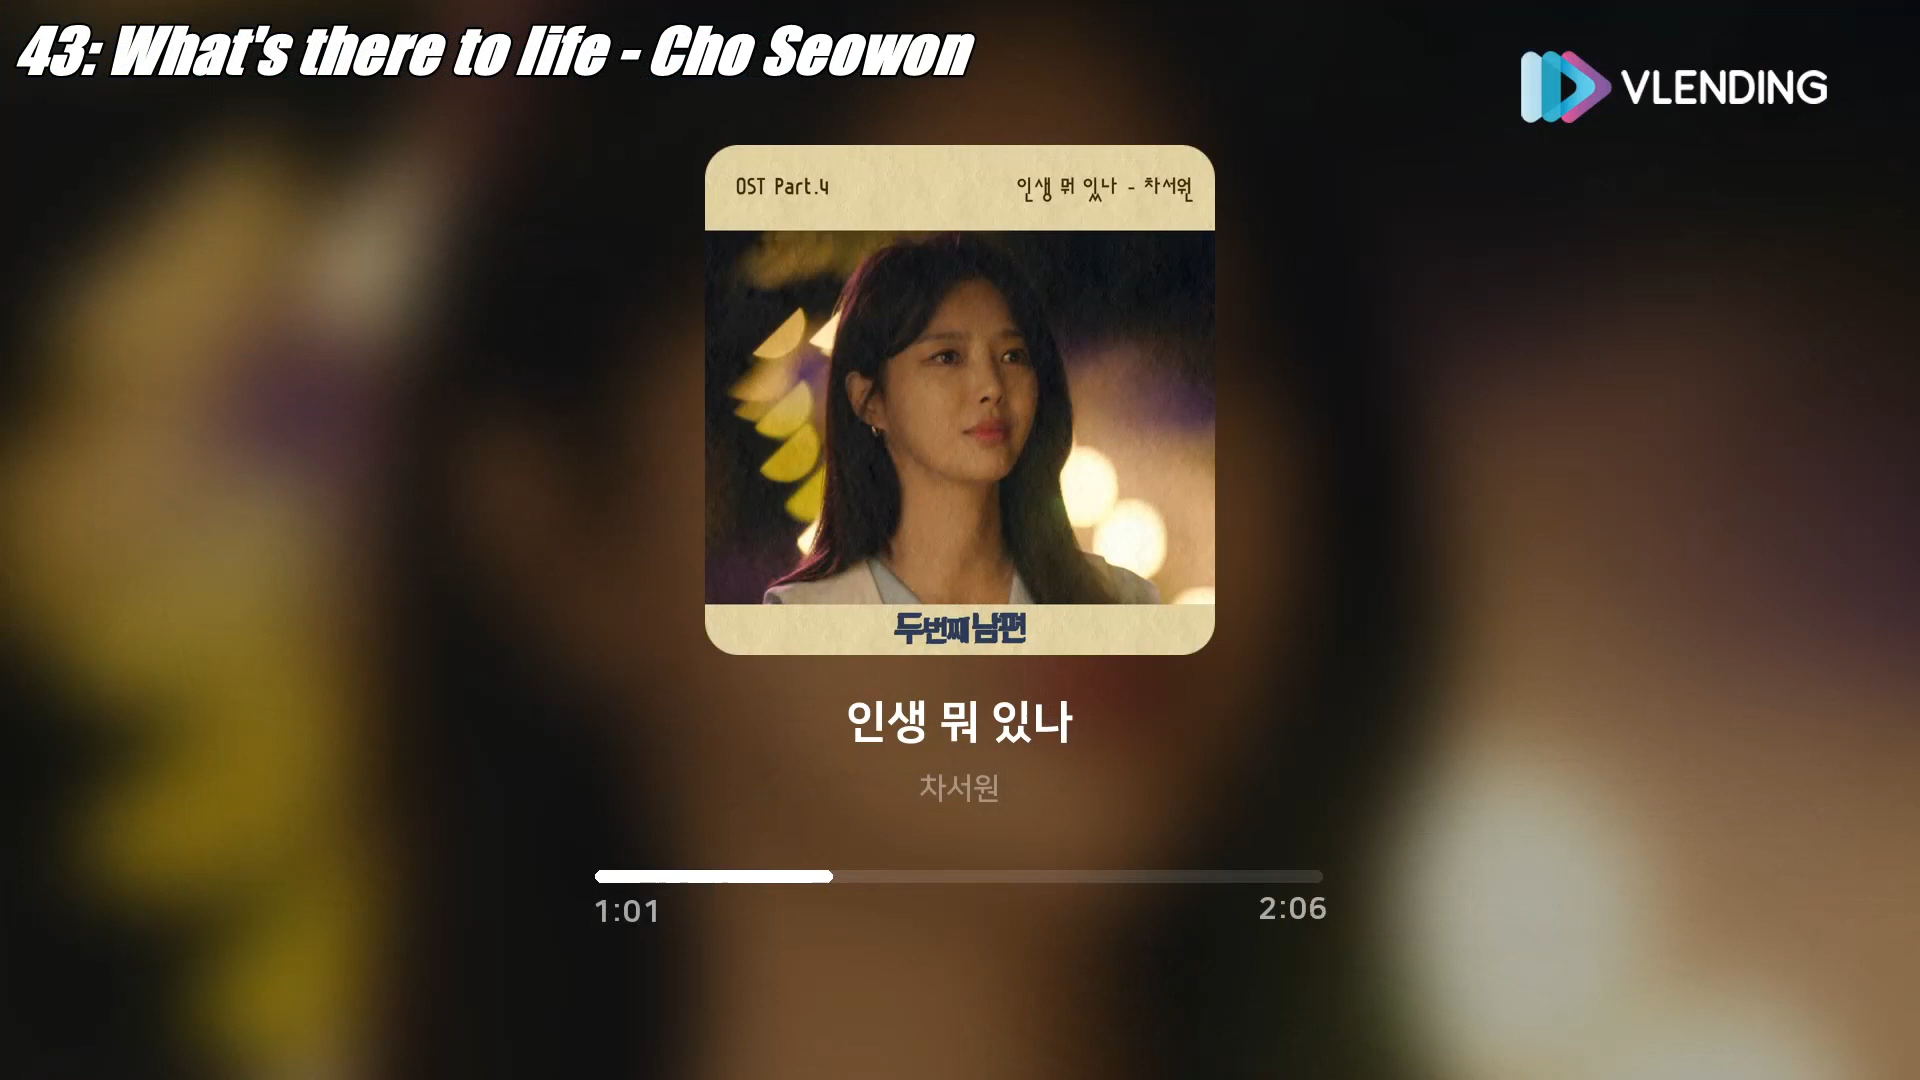 43: What's there to life - Cho Seowon
VLENDING
OST Part.4
인생 뭐 있나 - 차서원
두번째 남편
인생 뭐 있나
차서원
1:01
2:06